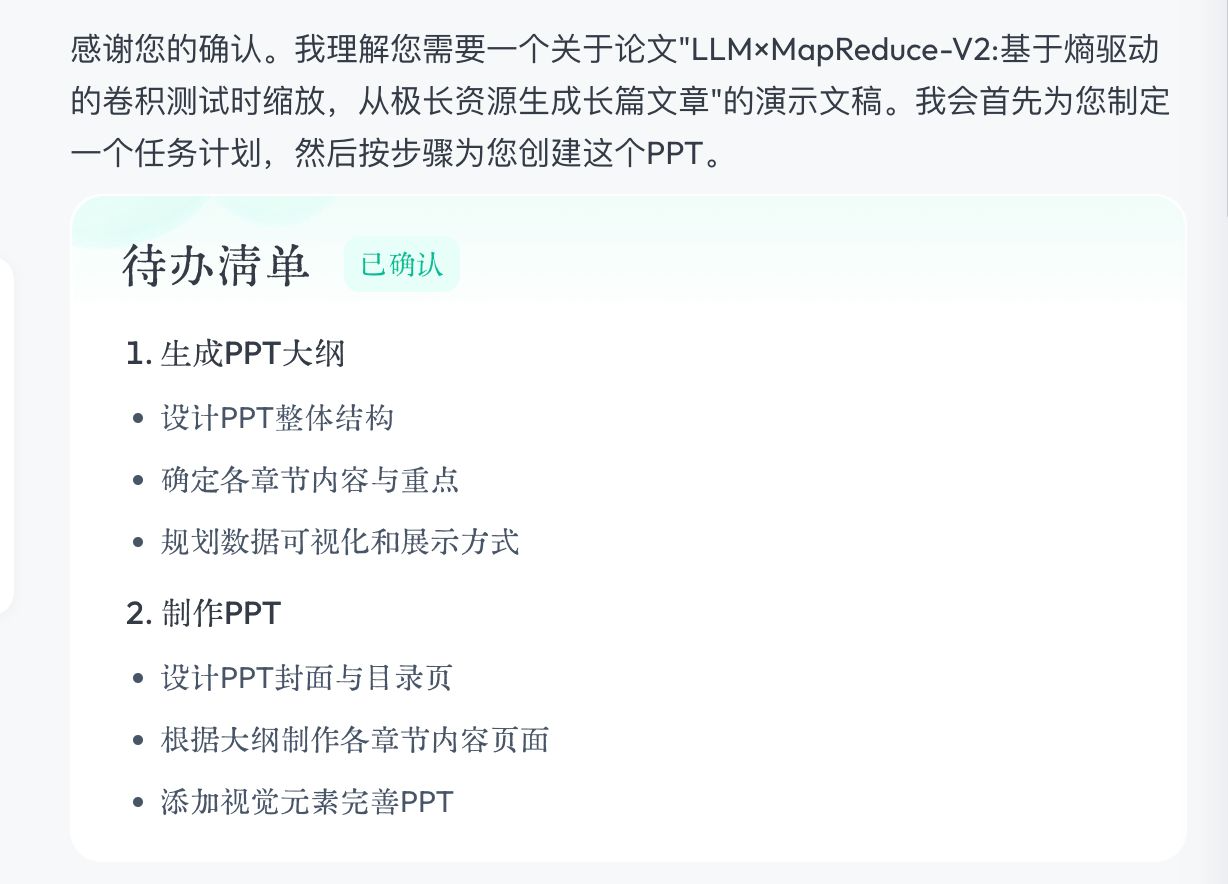 感谢您的确认。我理解您需要一个关于论文"LLM×MapReduce-V2:基于熵驱动
的卷积测试时缩放，从极长资源生成长篇文章"的演示文稿。我会首先为您制定
一个任务计划，然后按步骤为您创建这个PPT。
待办清单 已确认
1. 生成PPT大纲
• 设计PPT整体结构
• 确定各章节内容与重点
• 规划数据可视化和展示方式
2. 制作PPT
• 设计PPT封面与目录页
• 根据大纲制作各章节内容页面
• 添加视觉元素完善PPT